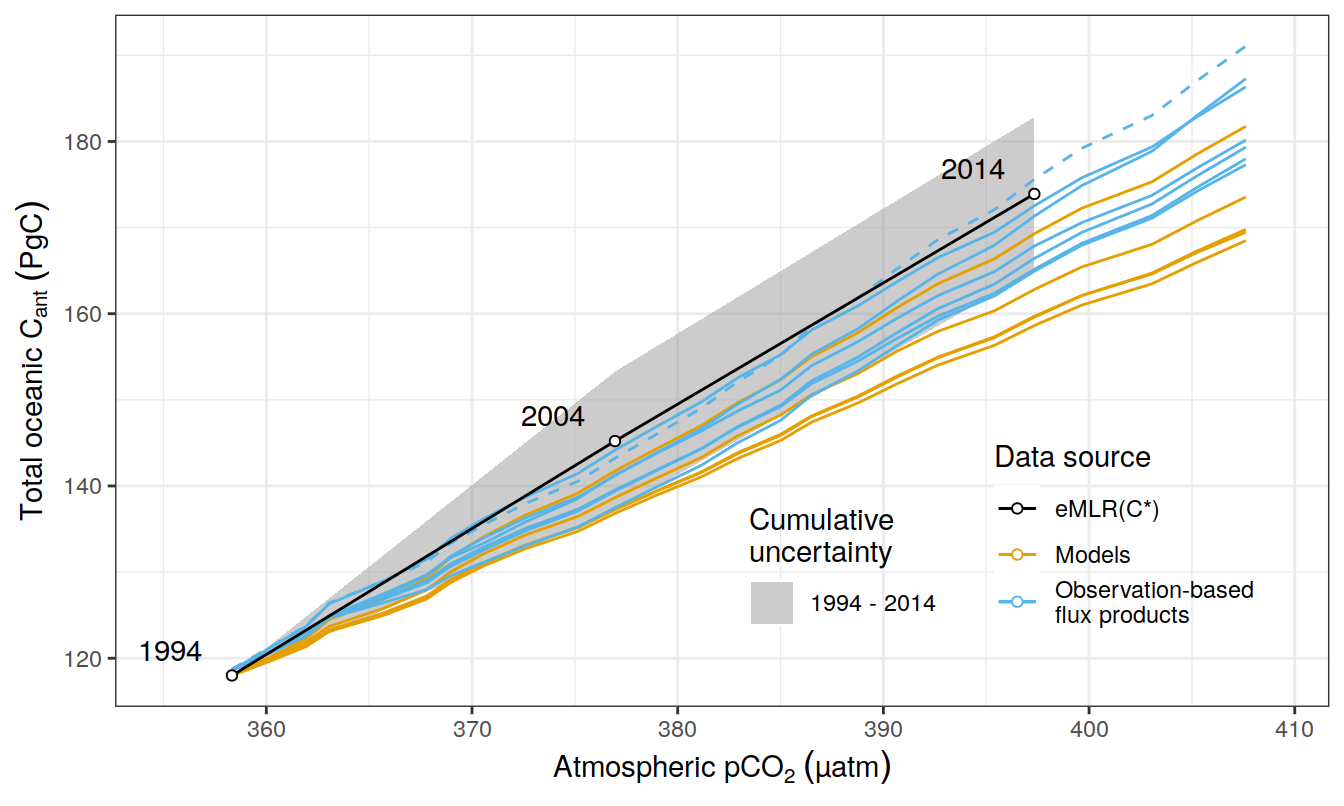 Total oceanic Cant (PgC)
180
160
140
120
2014
2004
1994
Data source
eMLR(C*)
Models
Observation-based
flux products
Cumulative
uncertainty
1994 - 2014
360
370
380
390
400
410
Atmospheric pCO2 (μatm)